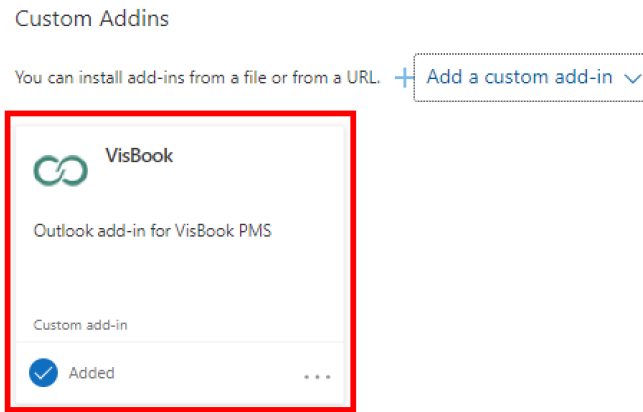 Custom Addins
You can install add-ins from a file or from a URL. Add a custom add-in
VisBook
Outlook add-in for VisBook PMS
Custom add-in
Added